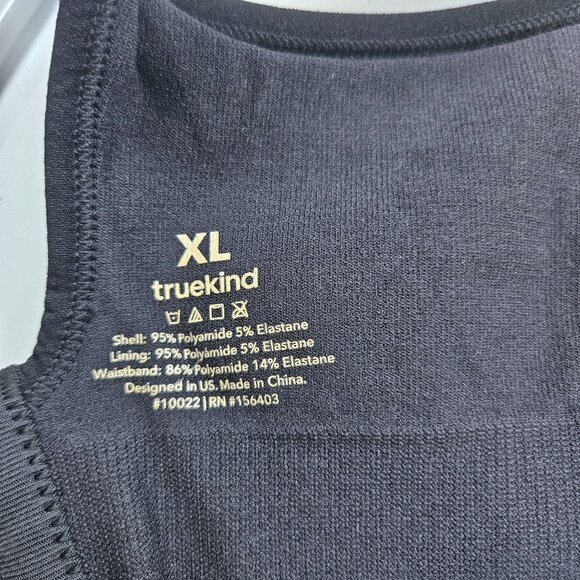 XL
truekind
Shell: 95% Polyamide 5% Elastane
Lining: 95% Polyamide 5% Elastane
Waistband: 86% Polyamide 14% Elastane
Designed in US. Made in China.
#10022 | RN #156403